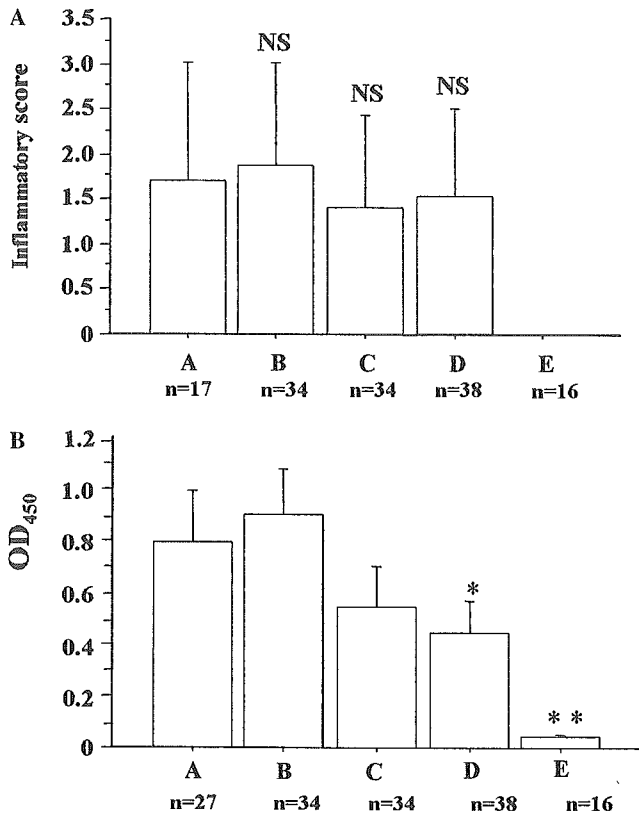 A
Inflammatory score
3.5
3.0
2.5
2.0
1.5
1.0
0.5
0
NS
NS
NS
A B C D E
n=17 n=34 n=34 n=38 n=16
B
OD450
1.2
1.0
0.8
0.6
0.4
0.2
0
*
* *
A B C D E
n=27 n=34 n=34 n=38 n=16